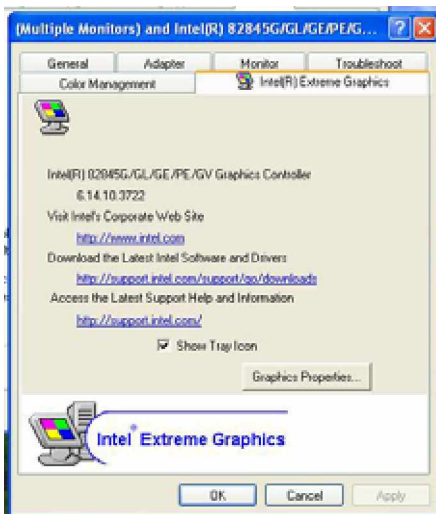 (Multiple Monitors) and Intel(R) 82845G/GL/GE/PE/G...
General Adapter Monitor Troubleshoot
Color Management Intel(R) Extreme Graphics
Intel(R) 82845G/GL/GE/PE/GV Graphics Controller
6.14.10.3722
Visit Intel's Corporate Web Site
http://www.intel.com
Download the Latest Intel Software and Drivers
http://support.intel.com/support/go/downloads
Access the Latest Support Help and Information
http://support.intel.com/
Show Tray Icon
Graphics Properties...
Intel® Extreme Graphics
OK Cancel Apply